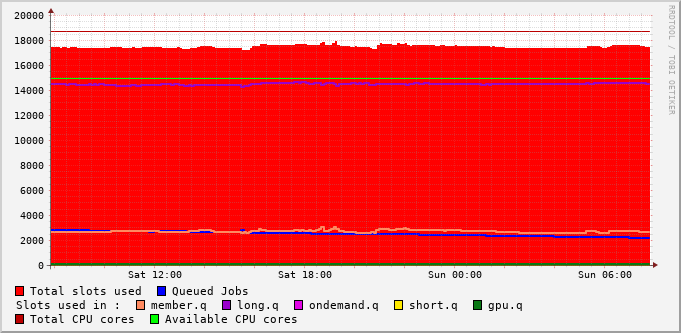 20000
18000
16000
14000
12000
10000
8000
6000
4000
2000
0
Sat 12:00 Sat 18:00 Sun 00:00 Sun 06:00
Total slots used Queued Jobs
Slots used in : member.q long.q ondemand.q short.q gpu.q
Total CPU cores Available CPU cores
RRDTOOL / TOBI OETIKER